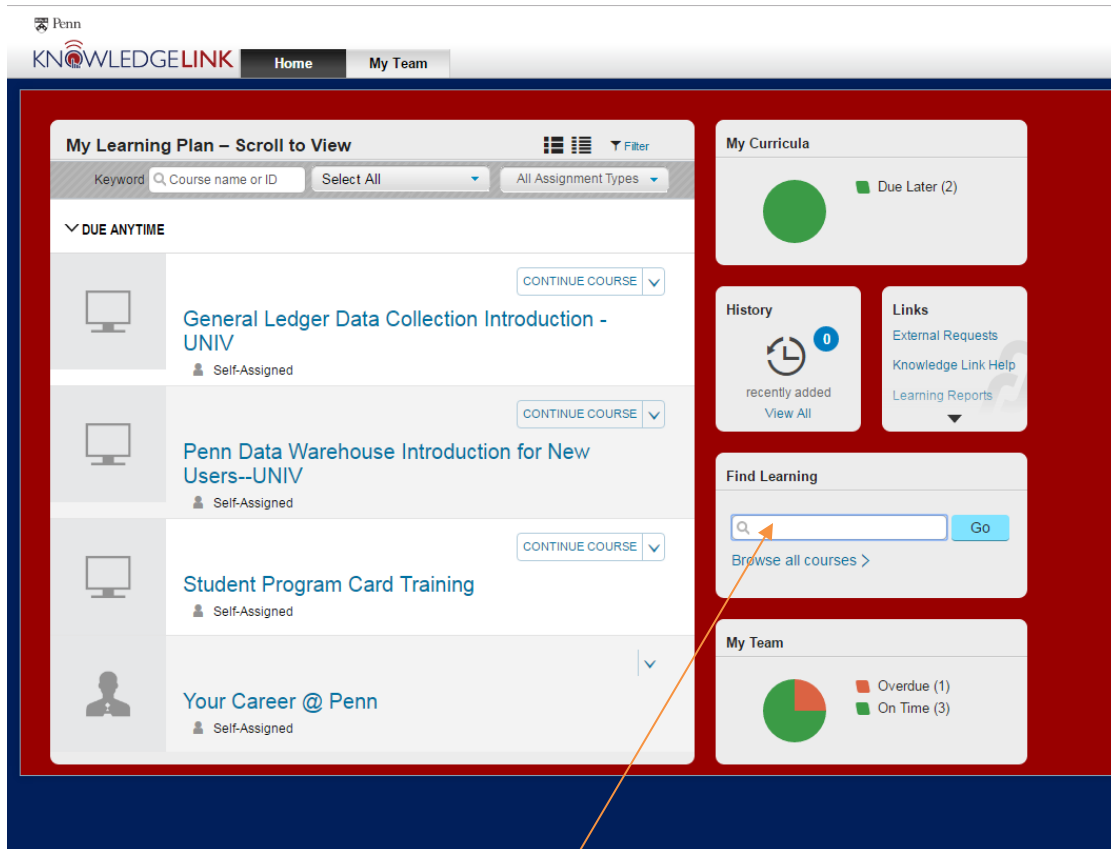 Penn
KNOWLEDGELINK
Home
My Team
My Learning Plan – Scroll to View
Filter
Keyword
Course name or ID
Select All
All Assignment Types
DUE ANYTIME
CONTINUE COURSE
General Ledger Data Collection Introduction -
UNIV
Self-Assigned
CONTINUE COURSE
Penn Data Warehouse Introduction for New
Users--UNIV
Self-Assigned
CONTINUE COURSE
Student Program Card Training
Self-Assigned
Your Career @ Penn
Self-Assigned
My Curricula
Due Later (2)
History
0
recently added
View All
Links
External Requests
Knowledge Link Help
Learning Reports
Find Learning
Go
Browse all courses >
My Team
Overdue (1)
On Time (3)